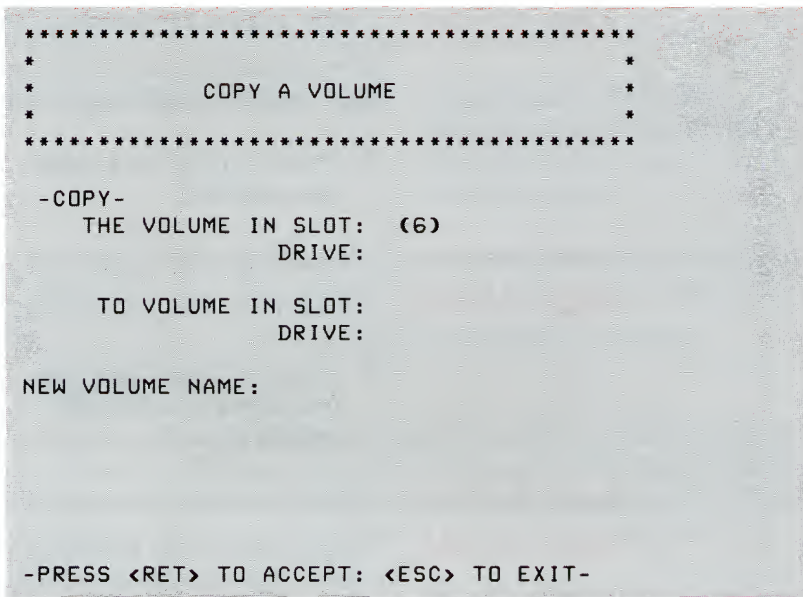 *****************************************
*                                       *
*           COPY A VOLUME               *
*                                       *
*****************************************
-COPY-
THE VOLUME IN SLOT: (6)
DRIVE:
TO VOLUME IN SLOT:
DRIVE:
NEW VOLUME NAME:
-PRESS <RET> TO ACCEPT: <ESC> TO EXIT-